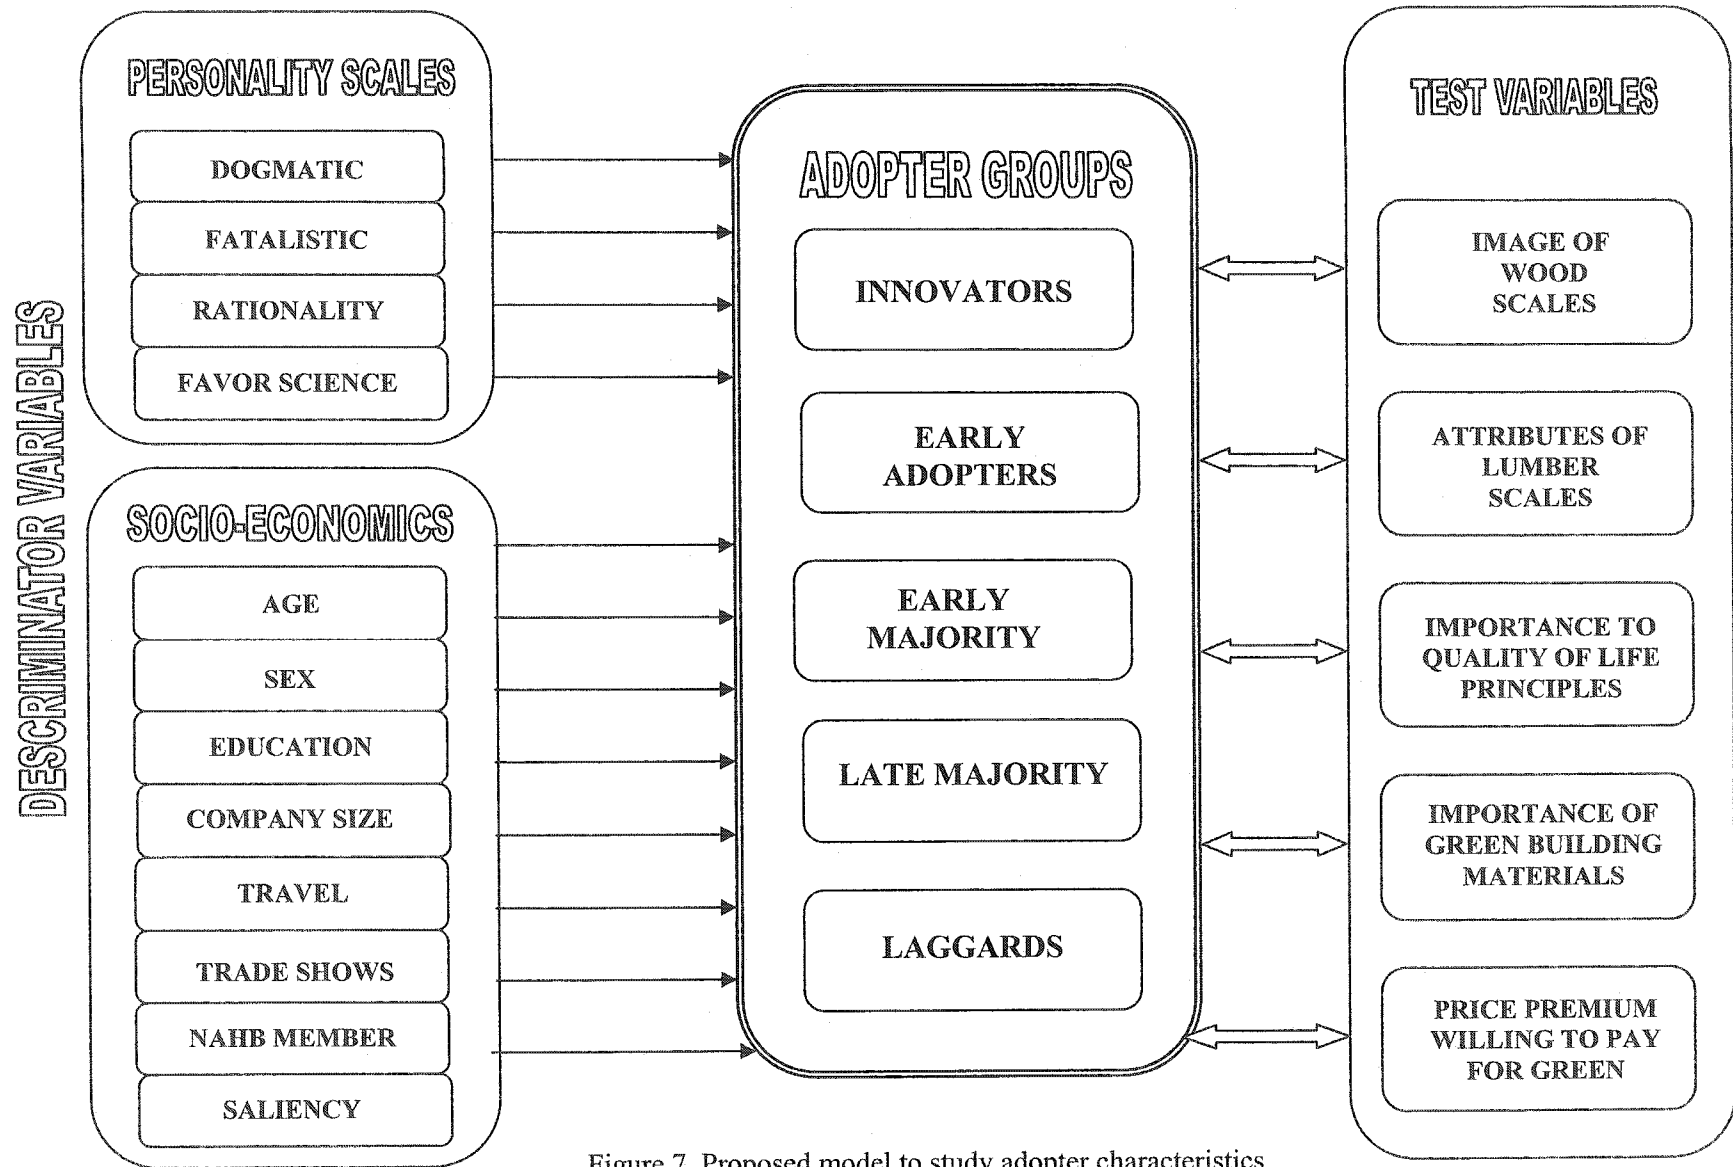 DESCRIMINATOR VARIABLES
PERSONALITY SCALES
DOGMATIC
FATALISTIC
RATIONALITY
FAVOR SCIENCE
SOCIO-ECONOMICS
AGE
SEX
EDUCATION
COMPANY SIZE
TRAVEL
TRADE SHOWS
NAHB MEMBER
SALIENCY
ADOPTER GROUPS
INNOVATORS
EARLY
ADOPTERS
EARLY
MAJORITY
LATE MAJORITY
LAGGARDS
TEST VARIABLES
IMAGE OF
WOOD
SCALES
ATTRIBUTES OF
LUMBER
SCALES
IMPORTANCE TO
QUALITY OF LIFE
PRINCIPLES
IMPORTANCE OF
GREEN BUILDING
MATERIALS
PRICE PREMIUM
WILLING TO PAY
FOR GREEN
Figure 7. Proposed model to study adopter characteristics